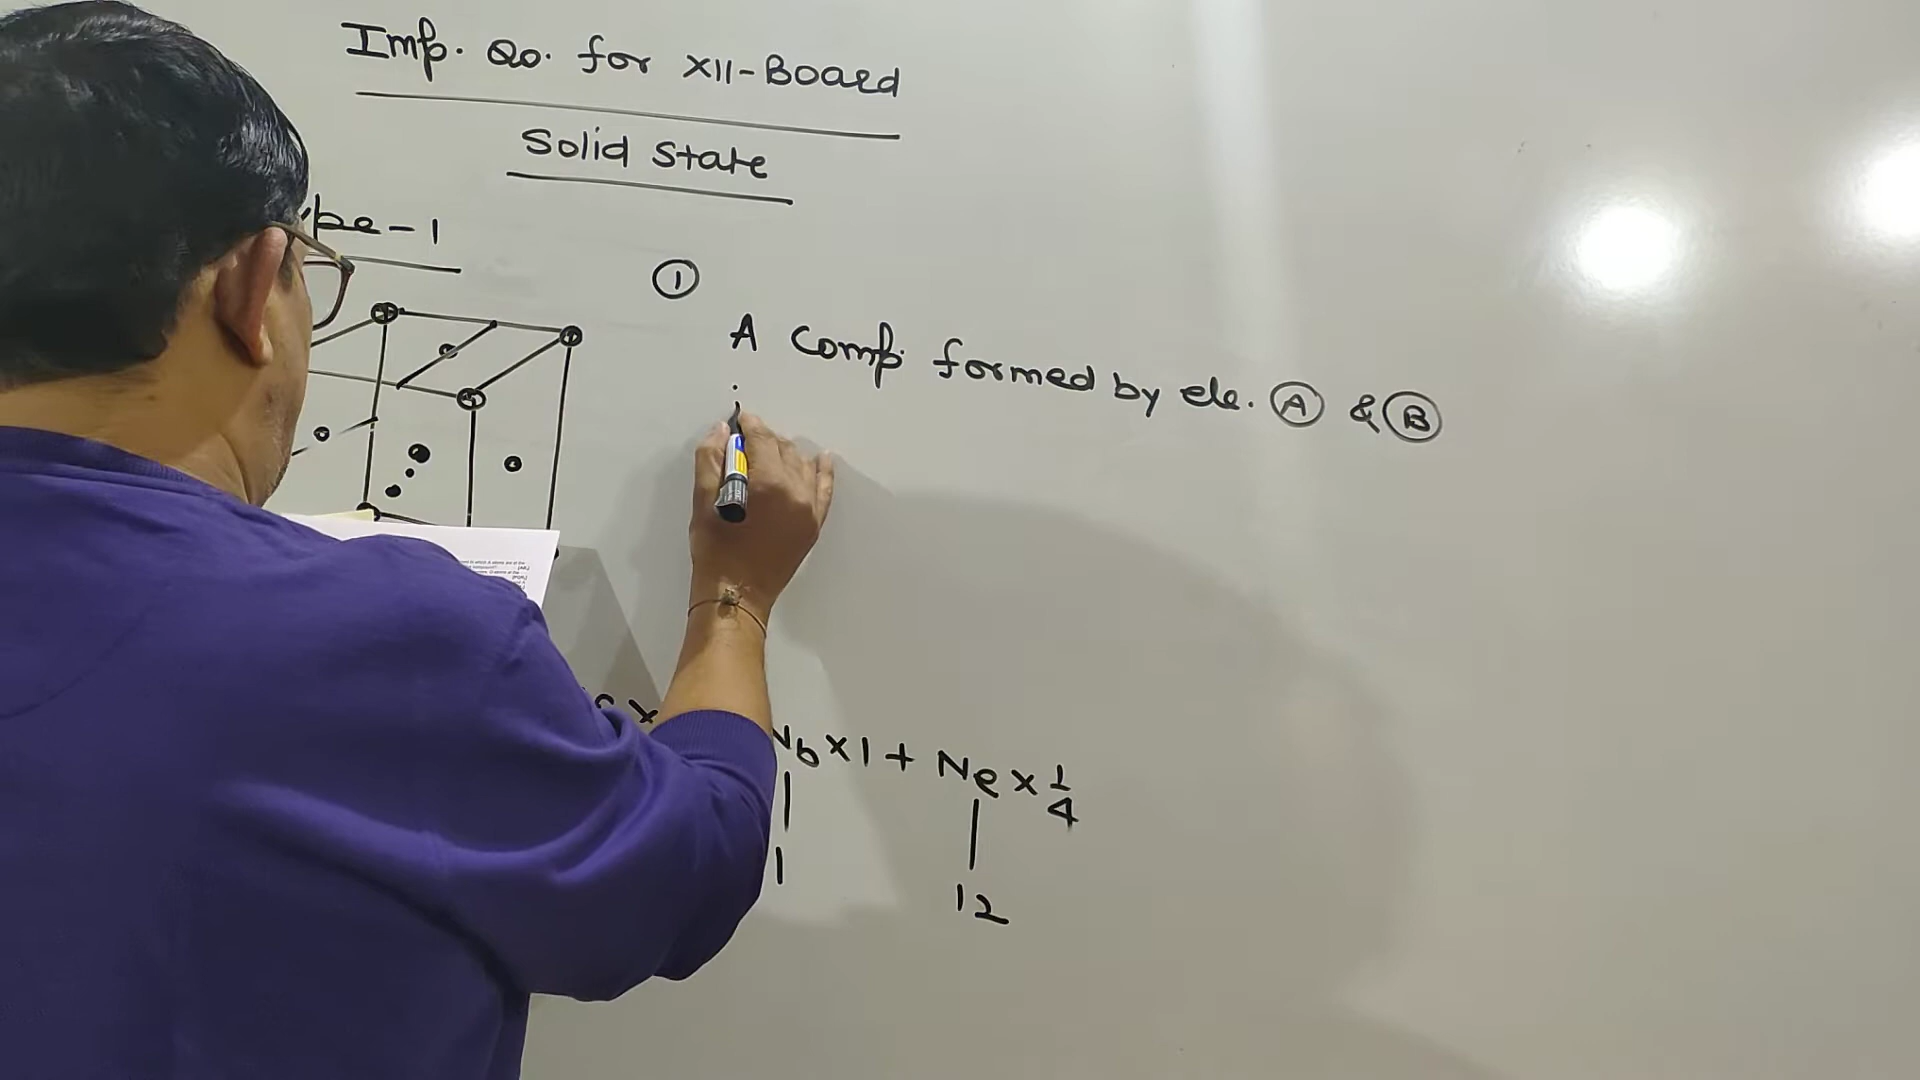 Imp. Qo. for XII-Board
Solid State
ype-1
①
A Comp. formed by ele. Ⓐ & Ⓑ
Nb×1 + Ne×1/4
1
12